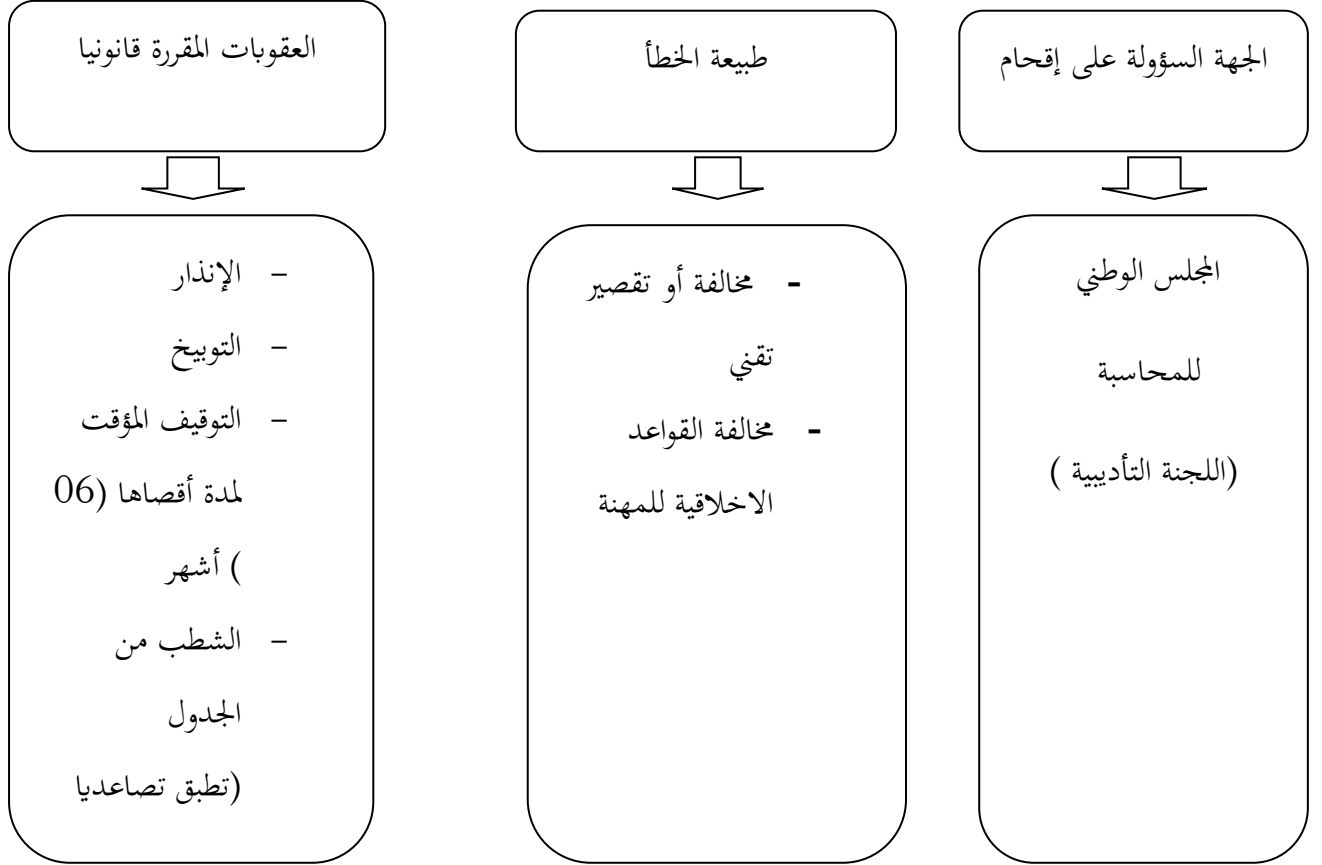 الجهة السؤولة على إقحام
طبيعة الخطأ
العقوبات المقررة قانونيا
المجلس الوطني
للمحاسبة
(اللجنة التأديبية )
- مخالفة أو تقصير
تقني
- مخالفة القواعد
الاخلاقية للمهنة
– الإنذار
– التوبيخ
– التوقيف المؤقت
لمدة أقصاها (06
) أشهر
– الشطب من
الجدول
(تطبق تصاعديا